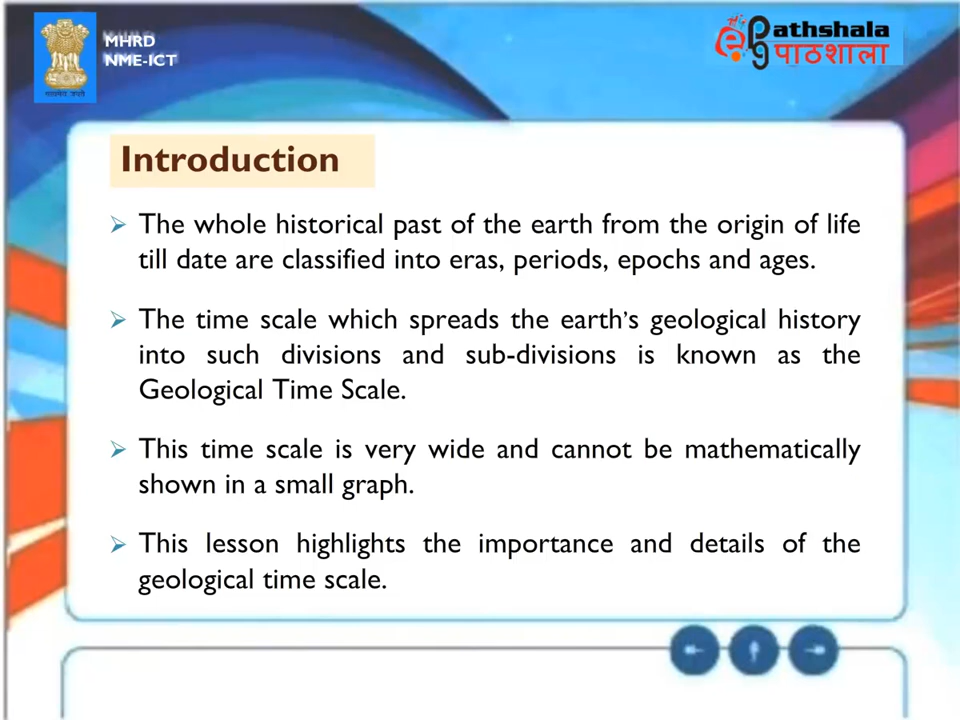 MHRD
NME-ICT
सत्यमेव जयते
e pg athshala
पाठशाला
Introduction
The whole historical past of the earth from the origin of life
till date are classified into eras, periods, epochs and ages.
The time scale which spreads the earth's geological history
into such divisions and sub-divisions is known as the
Geological Time Scale.
This time scale is very wide and cannot be mathematically
shown in a small graph.
This lesson highlights the importance and details of the
geological time scale.